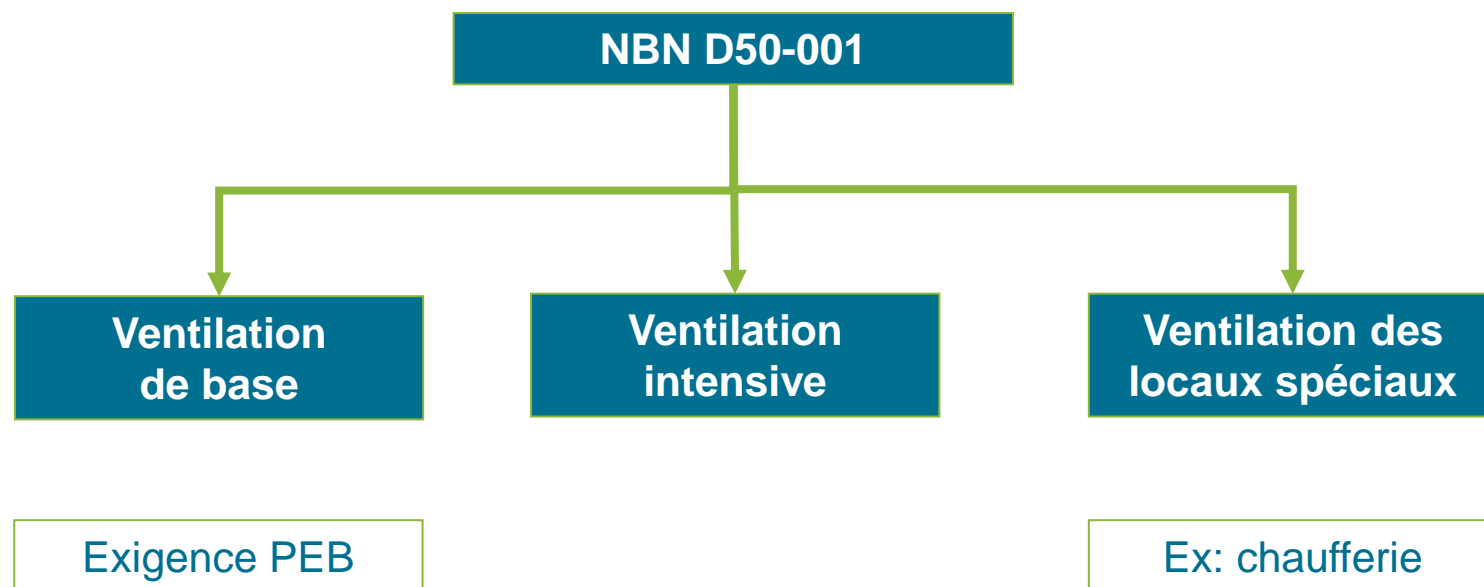 NBN D50-001
Ventilation
de base
Ventilation
intensive
Ventilation des
locaux spéciaux
Exigence PEB
Ex: chaufferie